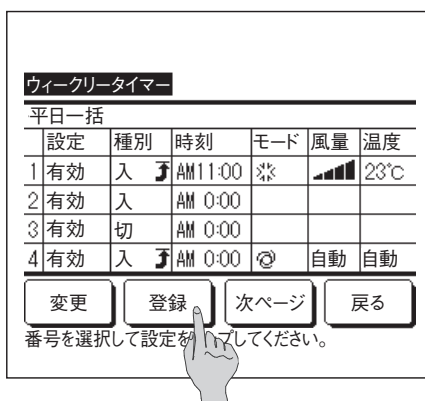 ウィークリータイマー
平日一括
設定 種別 時刻 モード 風量 温度
1 有効 入 AM11:00 23℃
2 有効 入 AM 0:00
3 有効 切 AM 0:00
4 有効 入 AM 0:00 自動 自動
変更 登録 次ページ 戻る
番号を選択して設定を プしてください。